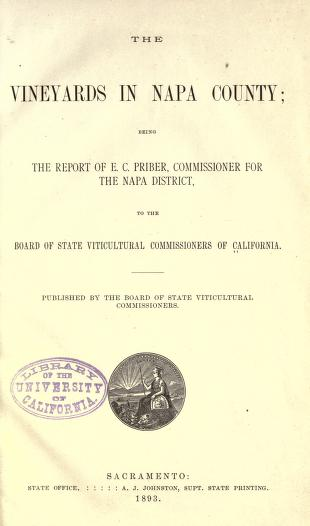 THE
VINEYARDS IN NAPA COUNTY;
BEING
THE REPORT OF E. C. PRIBER, COMMISSIONER FOR
THE NAPA DISTRICT,
TO THE
BOARD OF STATE VITICULTURAL COMMISSIONERS OF CALIFORNIA.
PUBLISHED BY THE BOARD OF STATE VITICULTURAL
COMMISSIONERS.
LIBRARY
OF THE
UNIVERSITY
OF
CALIFORNIA.
SACRAMENTO:
STATE OFFICE, : : : : : A. J. JOHNSTON, SUPT. STATE PRINTING.
1893.